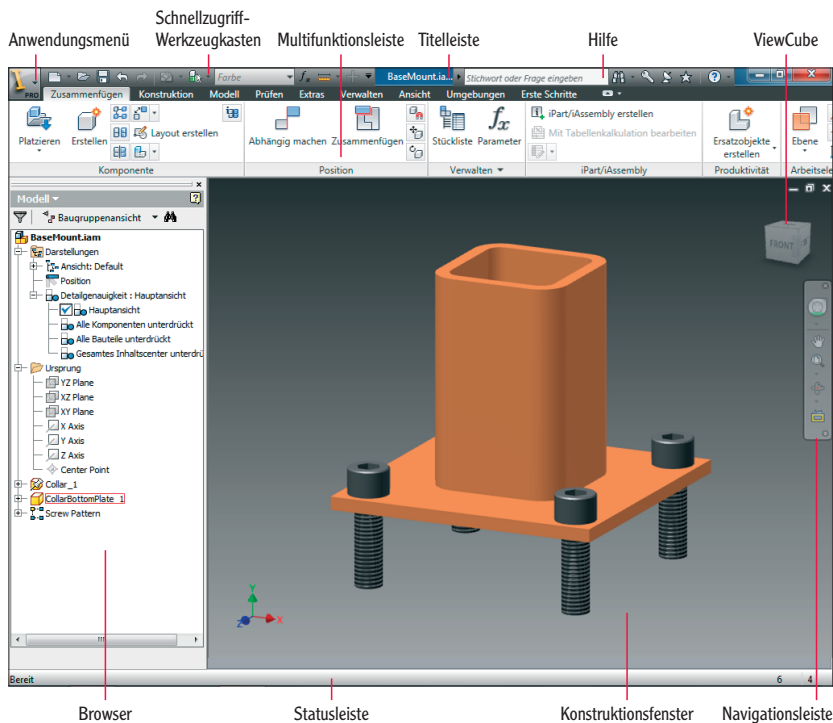 Schnellzugriff-
Anwendungsmenü Werkzeugkasten Multifunktionsleiste Titelleiste Hilfe ViewCube
PRO Farbe fx BaseMount.ia... Stichwort oder Frage eingeben
Zusammenfügen Konstruktion Modell Prüfen Extras Verwalten Ansicht Umgebungen Erste Schritte
Platzieren Erstellen Layout erstellen Abhängig machen Zusammenfügen Stückliste Parameter iPart/iAssembly erstellen Mit Tabellenkalkulation bearbeiten Ersatzobjekte erstellen Ebene
Komponente Position Verwalten iPart/iAssembly Produktivität Arbeitsele
Modell
Baugruppenansicht
BaseMount.iam
Darstellungen
Ansicht: Default
Position
Detailgenauigkeit : Hauptansicht
Hauptansicht
Alle Komponenten unterdrückt
Alle Bauteile unterdrückt
Gesamtes Inhaltscenter unterdrü
Ursprung
YZ Plane
XZ Plane
XY Plane
X Axis
Y Axis
Z Axis
Center Point
Collar_1
CollarBottomPlate_1
Screw Pattern
FRONT
Y
Z X
Bereit 6 4
Browser Statusleiste Konstruktionsfenster Navigationsleiste